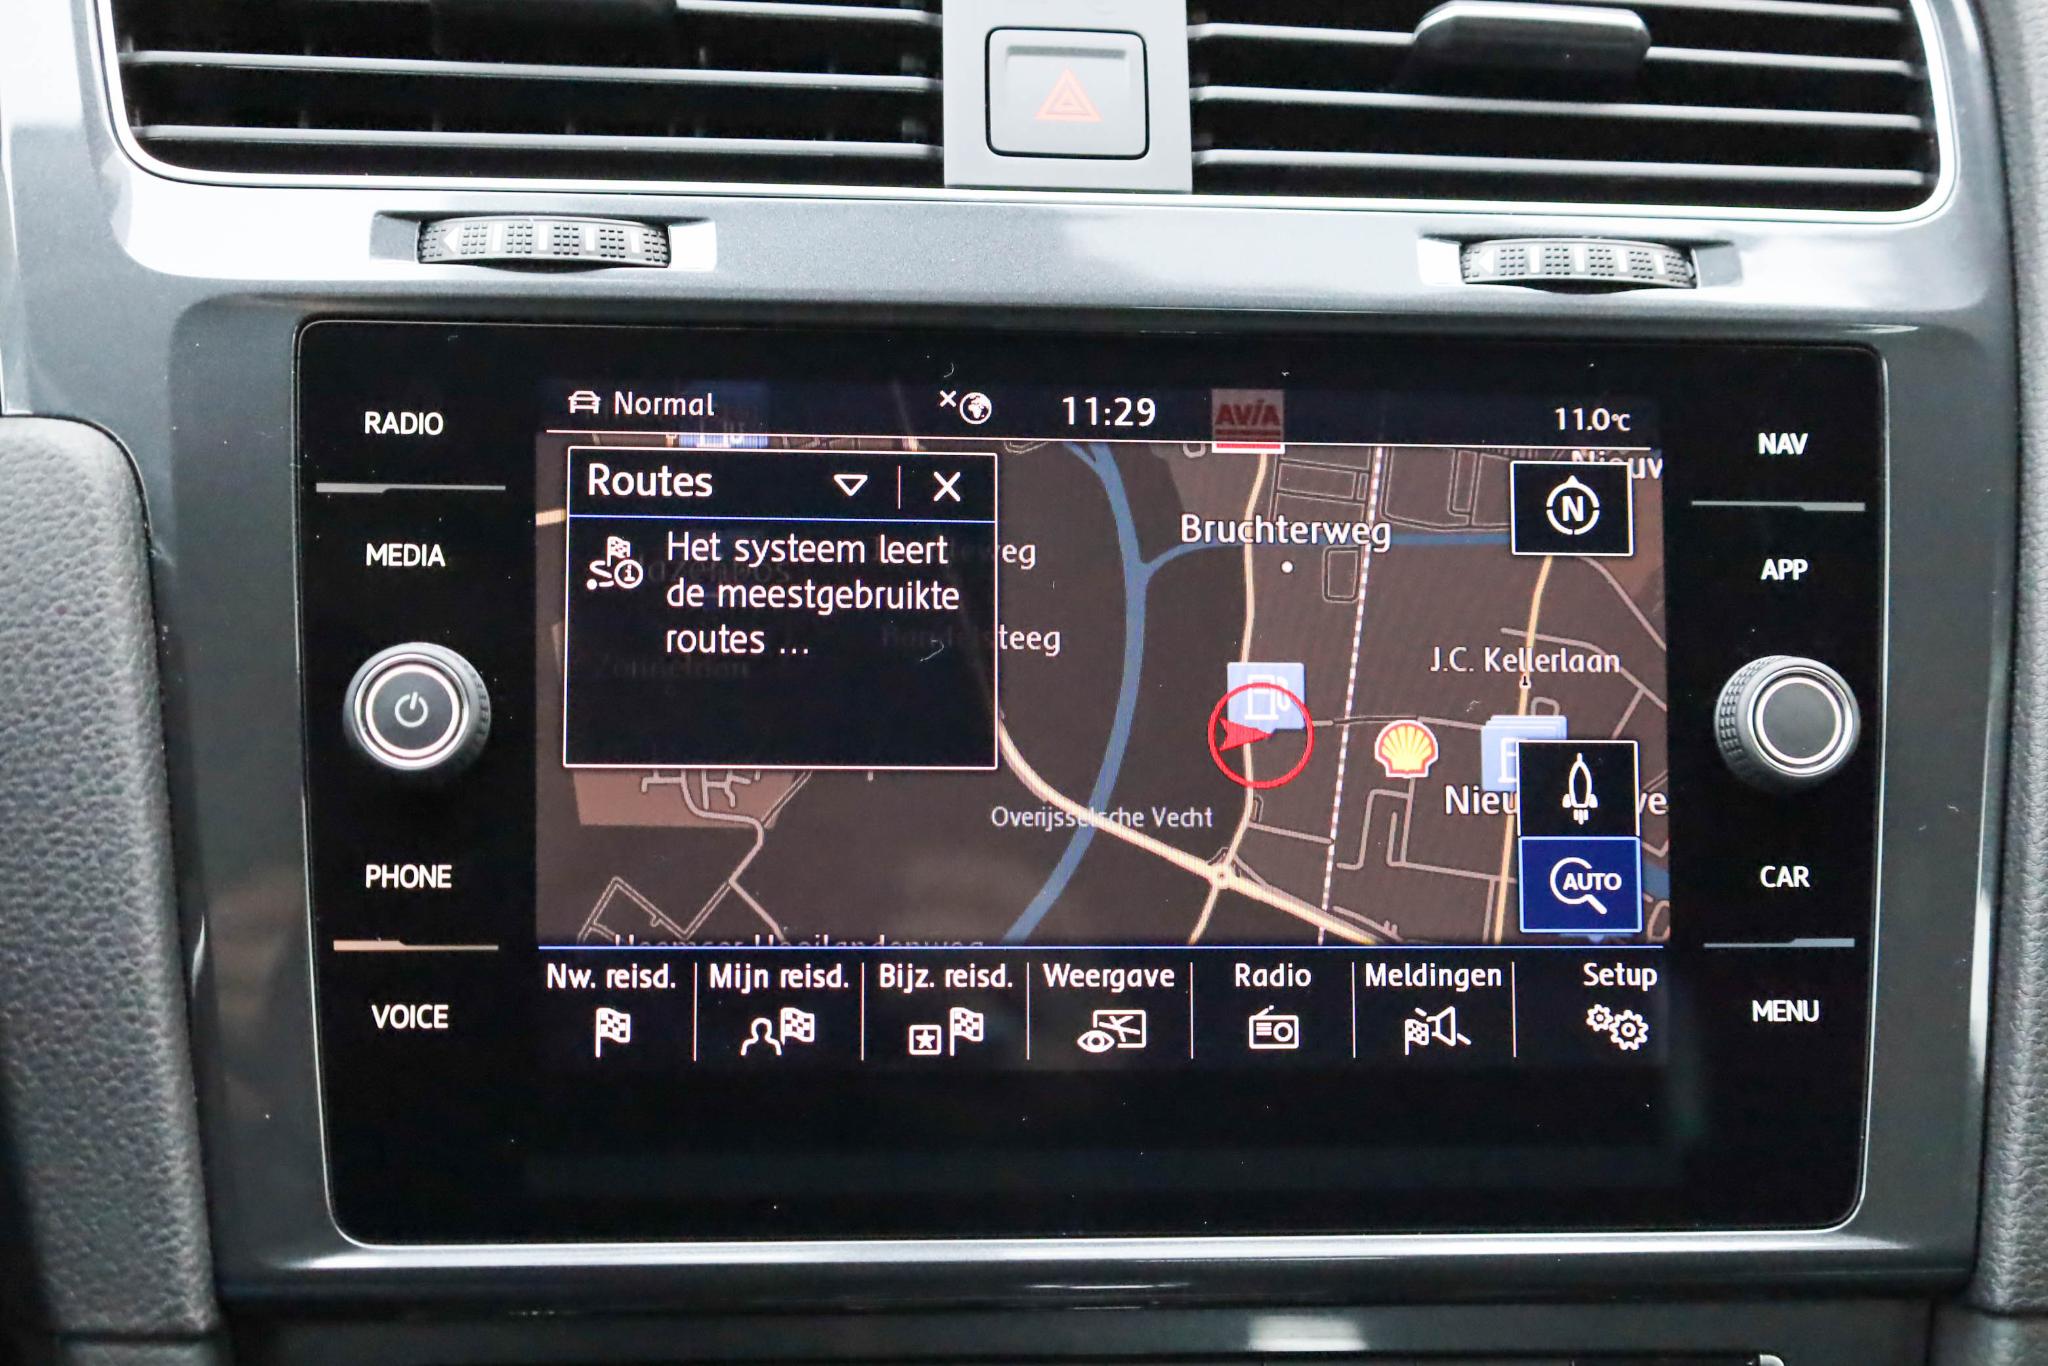 RADIO
MEDIA
PHONE
VOICE
Normal
11:29
AVIA
11.0°C
Routes
Het systeem leert
de meestgebruikte
routes ...
N
Bruchterweg
steeg
J.C. Kellerlaan
Overijsselsche Vecht
AUTO
Nw. reisd.
Mijn reisd.
Bijz. reisd.
Weergave
Radio
Meldingen
Setup
NAV
APP
CAR
MENU